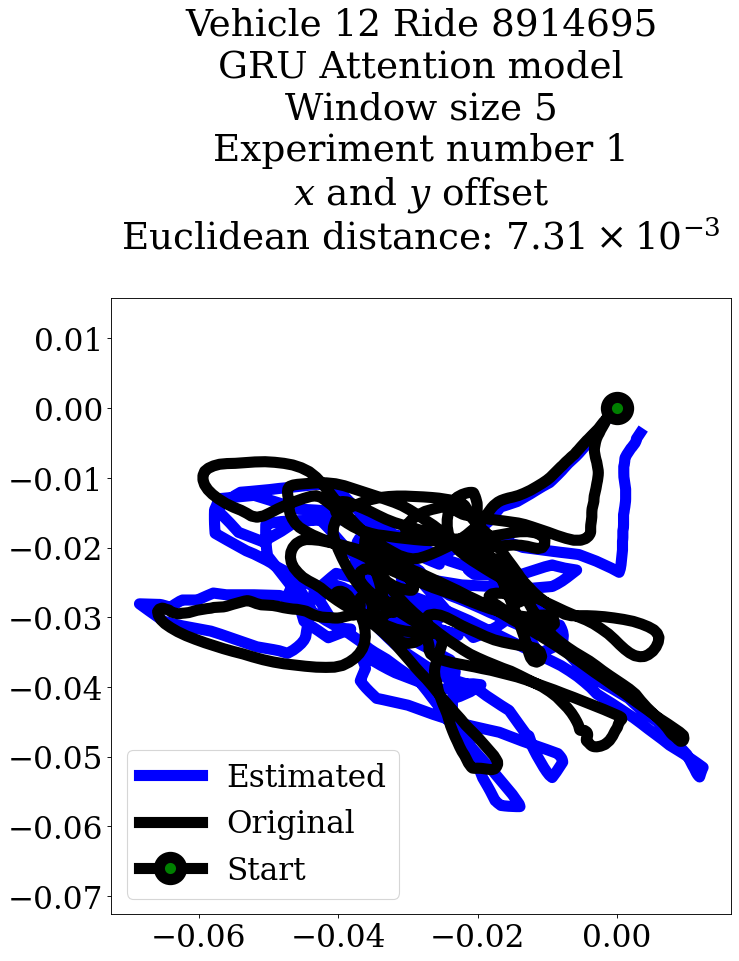 Vehicle 12 Ride 8914695
GRU Attention model
Window size 5
Experiment number 1
x and y offset
Euclidean distance: 7.31 × 10⁻³
0.01
0.00
−0.01
−0.02
−0.03
−0.04
−0.05
−0.06
−0.07
Estimated
Original
Start
−0.06 −0.04 −0.02 0.00